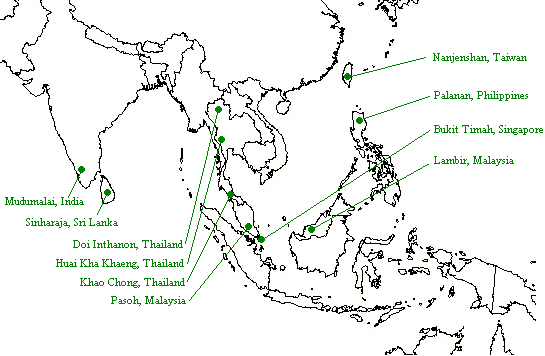 Nanjenshan, Taiwan
Palanan, Philippines
Bukit Timah, Singapore
Lambir, Malaysia
Mudumalai, India
Sinharaja, Sri Lanka
Doi Inthanon, Thailand
Huai Kha Khaeng, Thailand
Khao Chong, Thailand
Pasoh, Malaysia